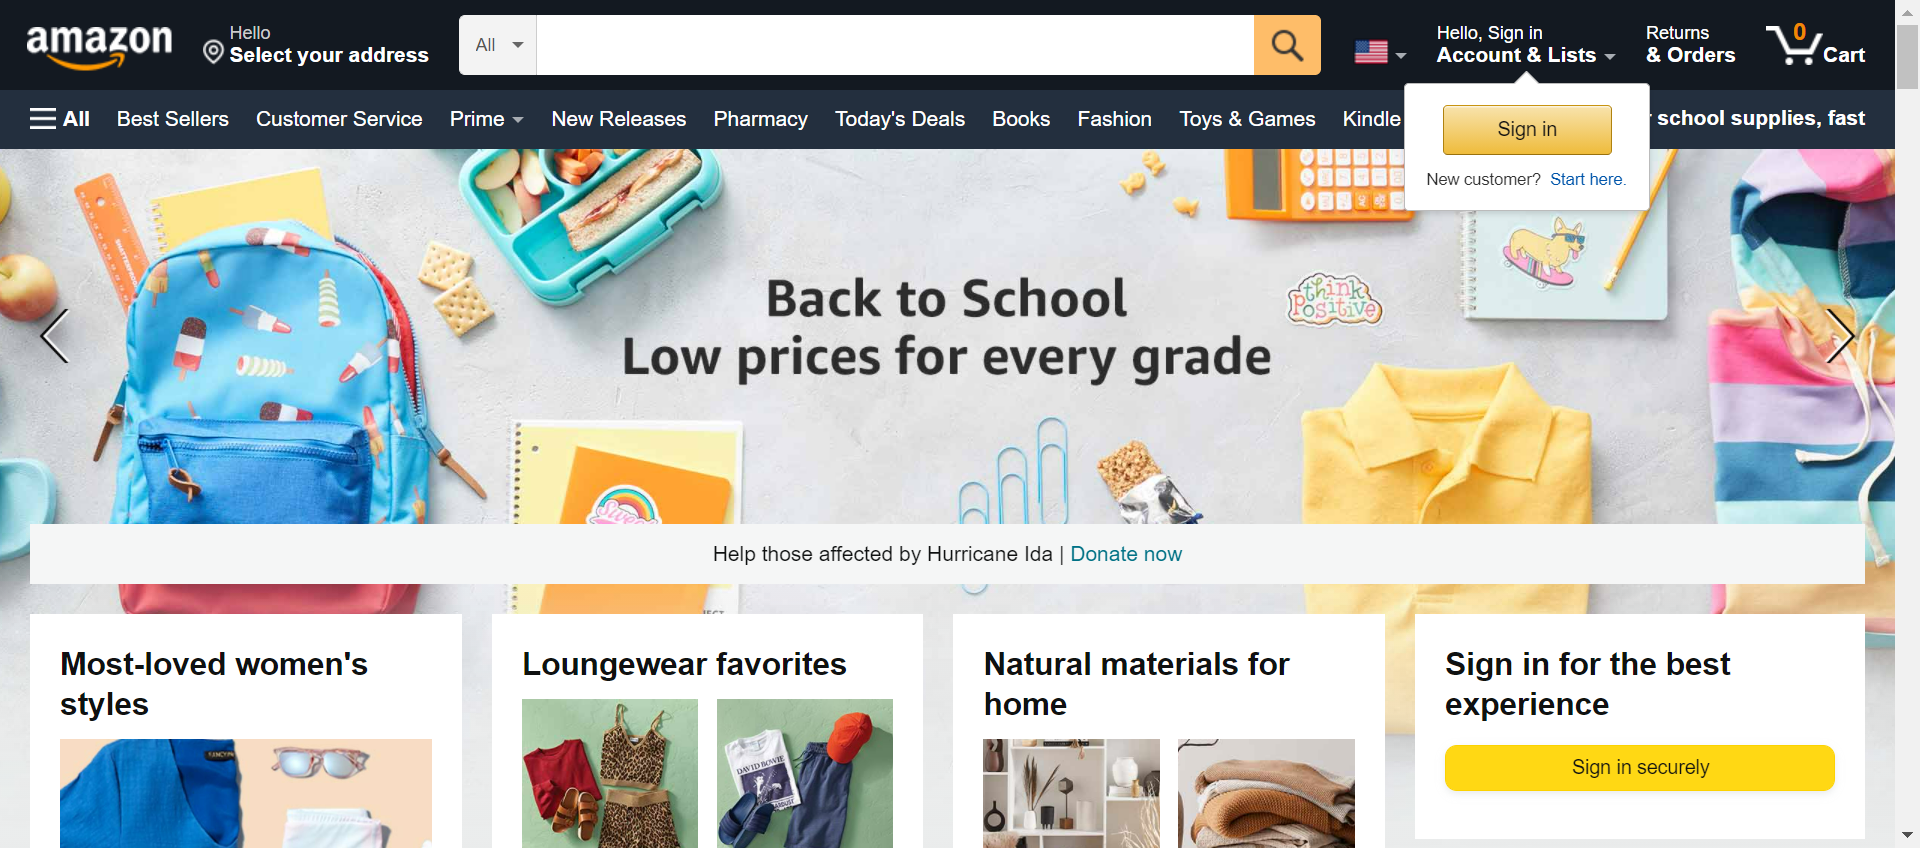 amazon
Hello
Select your address
All
Hello, Sign in
Account & Lists
Returns
& Orders
0
Cart
All
Best Sellers
Customer Service
Prime
New Releases
Pharmacy
Today's Deals
Books
Fashion
Toys & Games
Kindle
school supplies, fast
Sign in
New customer? Start here.
Back to School
Low prices for every grade
think
positive
Sweet
Help those affected by Hurricane Ida | Donate now
Most-loved women's
styles
Loungewear favorites
Natural materials for
home
Sign in for the best
experience
DAVID BOWIE
Sign in securely